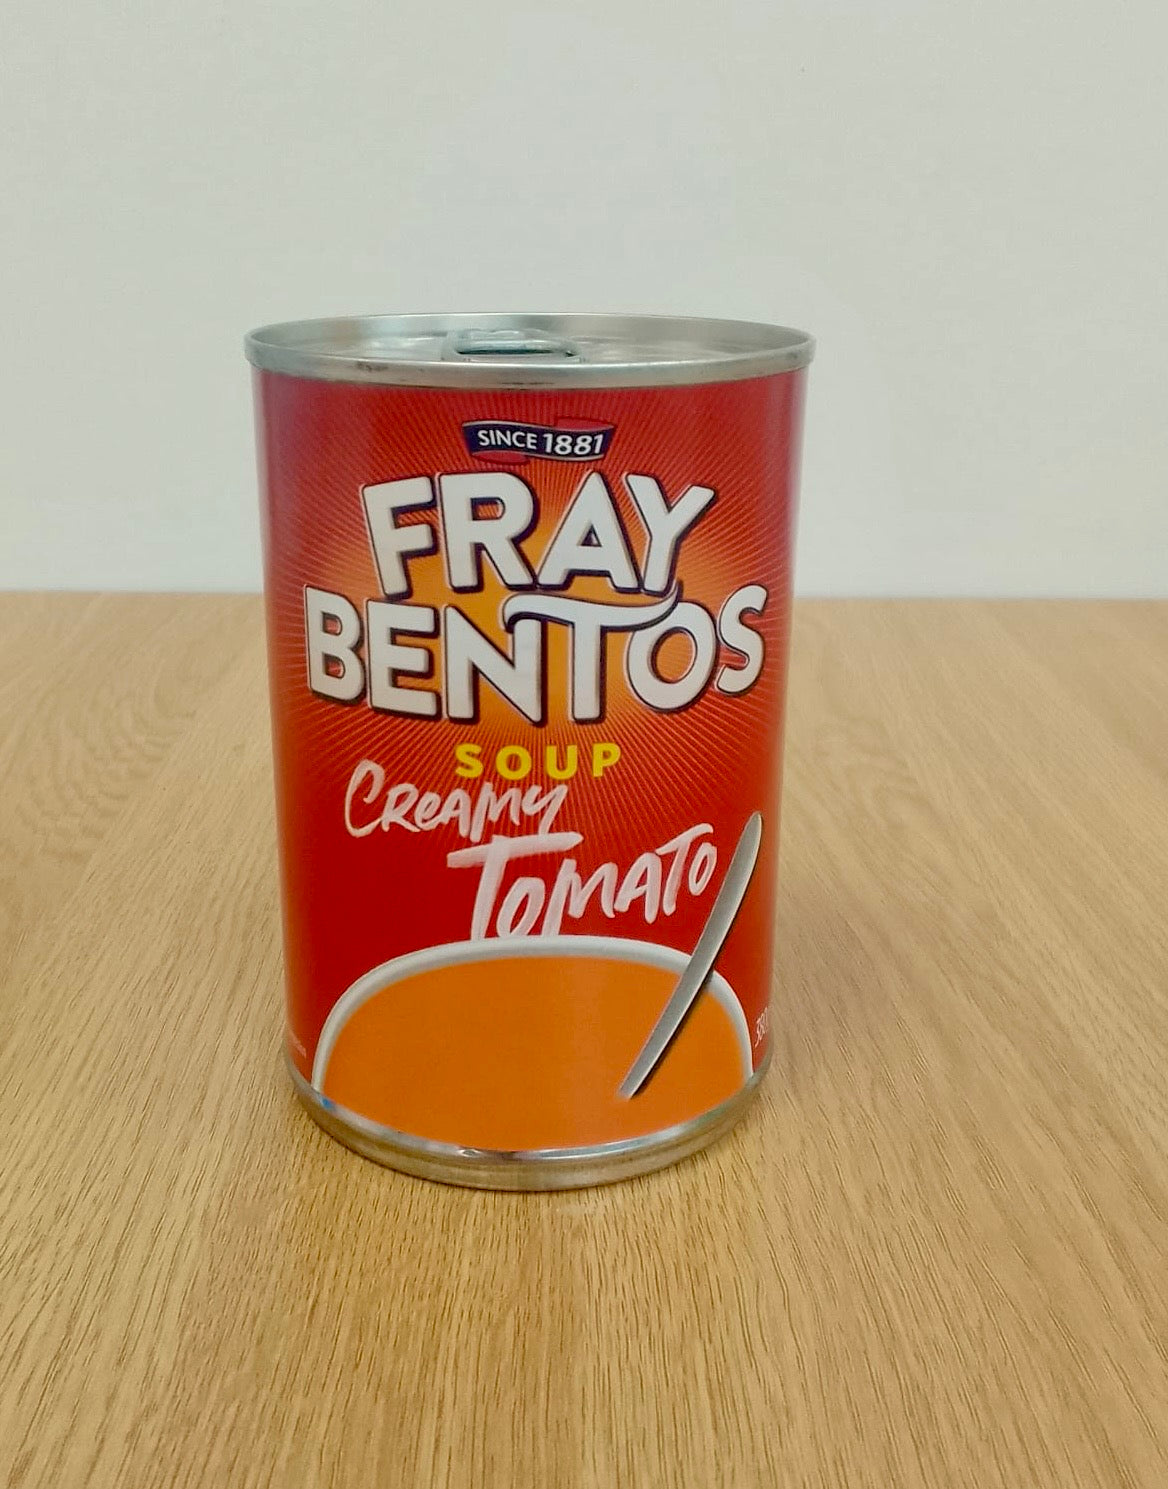 SINCE 1881
FRAY
BENTOS
SOUP
CREAMY
TOMATO